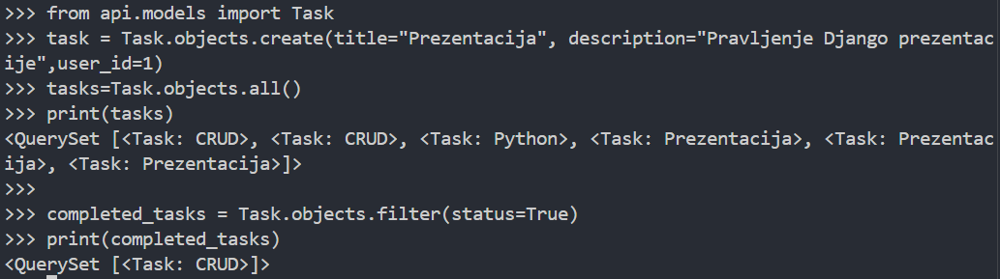 >>> from api.models import Task
>>> task = Task.objects.create(title="Prezentacija", description="Pravljenje Django prezentac
ije",user_id=1)
>>> tasks=Task.objects.all()
>>> print(tasks)
<QuerySet [<Task: CRUD>, <Task: CRUD>, <Task: Python>, <Task: Prezentacija>, <Task: Prezentac
ija>, <Task: Prezentacija>]>
>>>
>>> completed_tasks = Task.objects.filter(status=True)
>>> print(completed_tasks)
<QuerySet [<Task: CRUD>]>